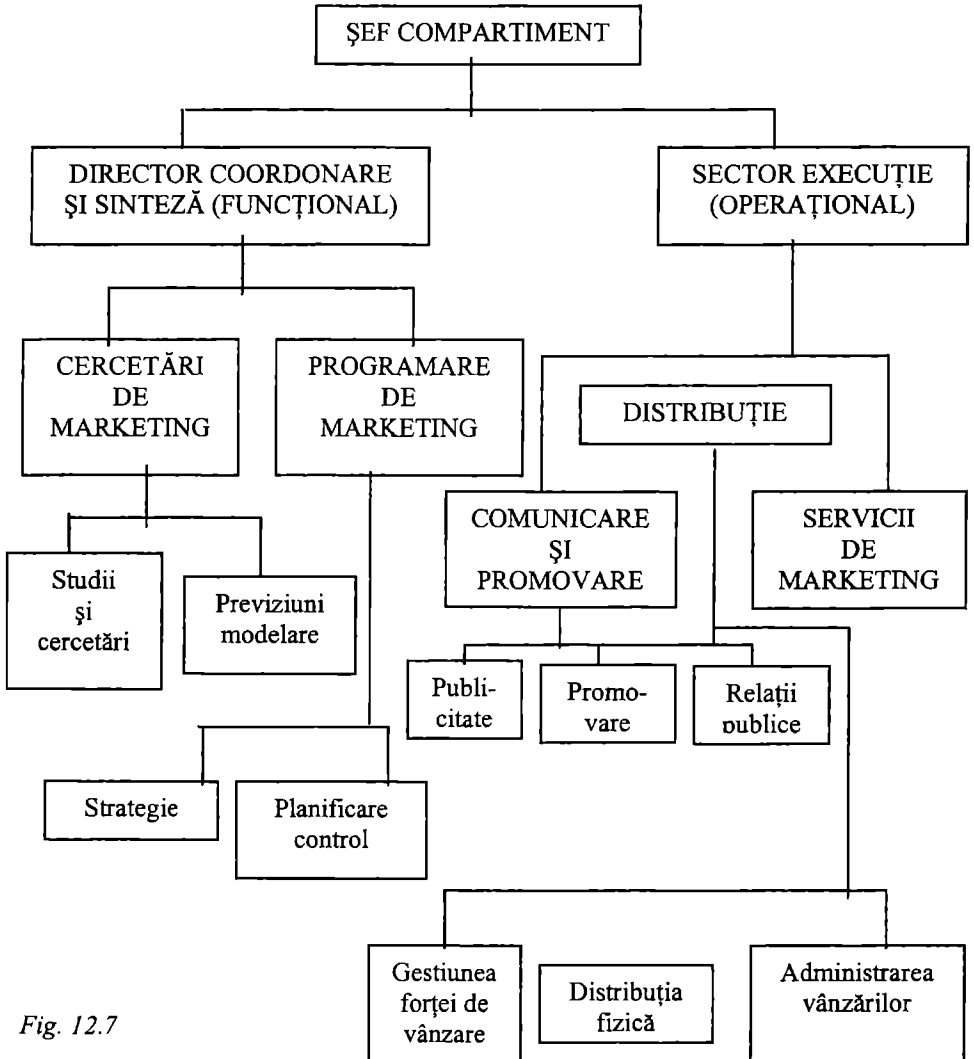 ŞEF COMPARTIMENT
DIRECTOR COORDONARE
ŞI SINTEZĂ (FUNCŢIONAL)
SECTOR EXECUŢIE
(OPERAŢIONAL)
CERCETĂRI
DE
MARKETING
PROGRAMARE
DE
MARKETING
DISTRIBUŢIE
COMUNICARE
ŞI
PROMOVARE
SERVICII
DE
MARKETING
Studii
şi
cercetări
Previziuni
modelare
Publi-
citate
Promo-
vare
Relaţii
publice
Strategie
Planificare
control
Gestiunea
forţei de
vânzare
Distribuţia
fizică
Administrarea
vânzărilor
Fig. 12.7